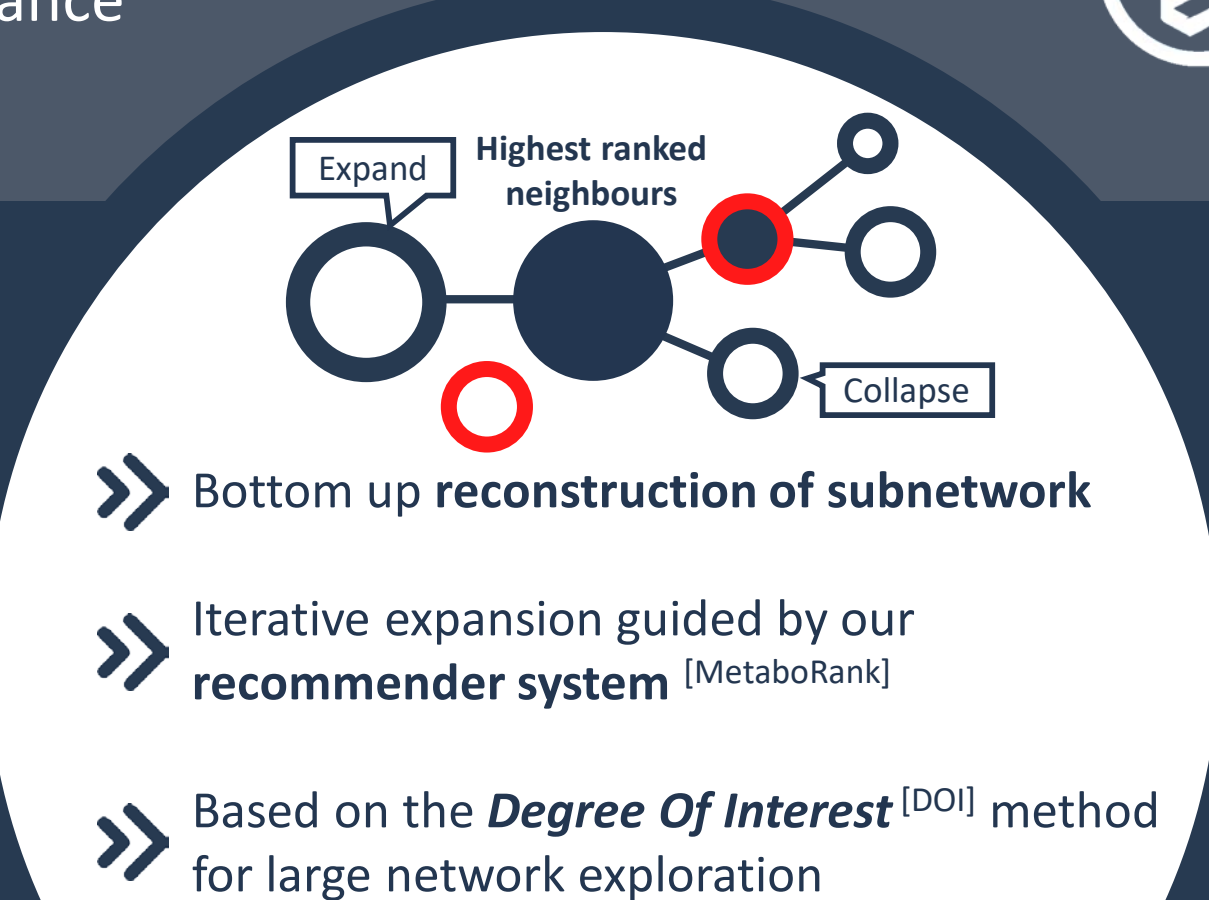 Expand
Highest ranked
neighbours
Collapse
Bottom up reconstruction of subnetwork
Iterative expansion guided by our
recommender system [MetaboRank]
Based on the Degree Of Interest [DOI] method
for large network exploration